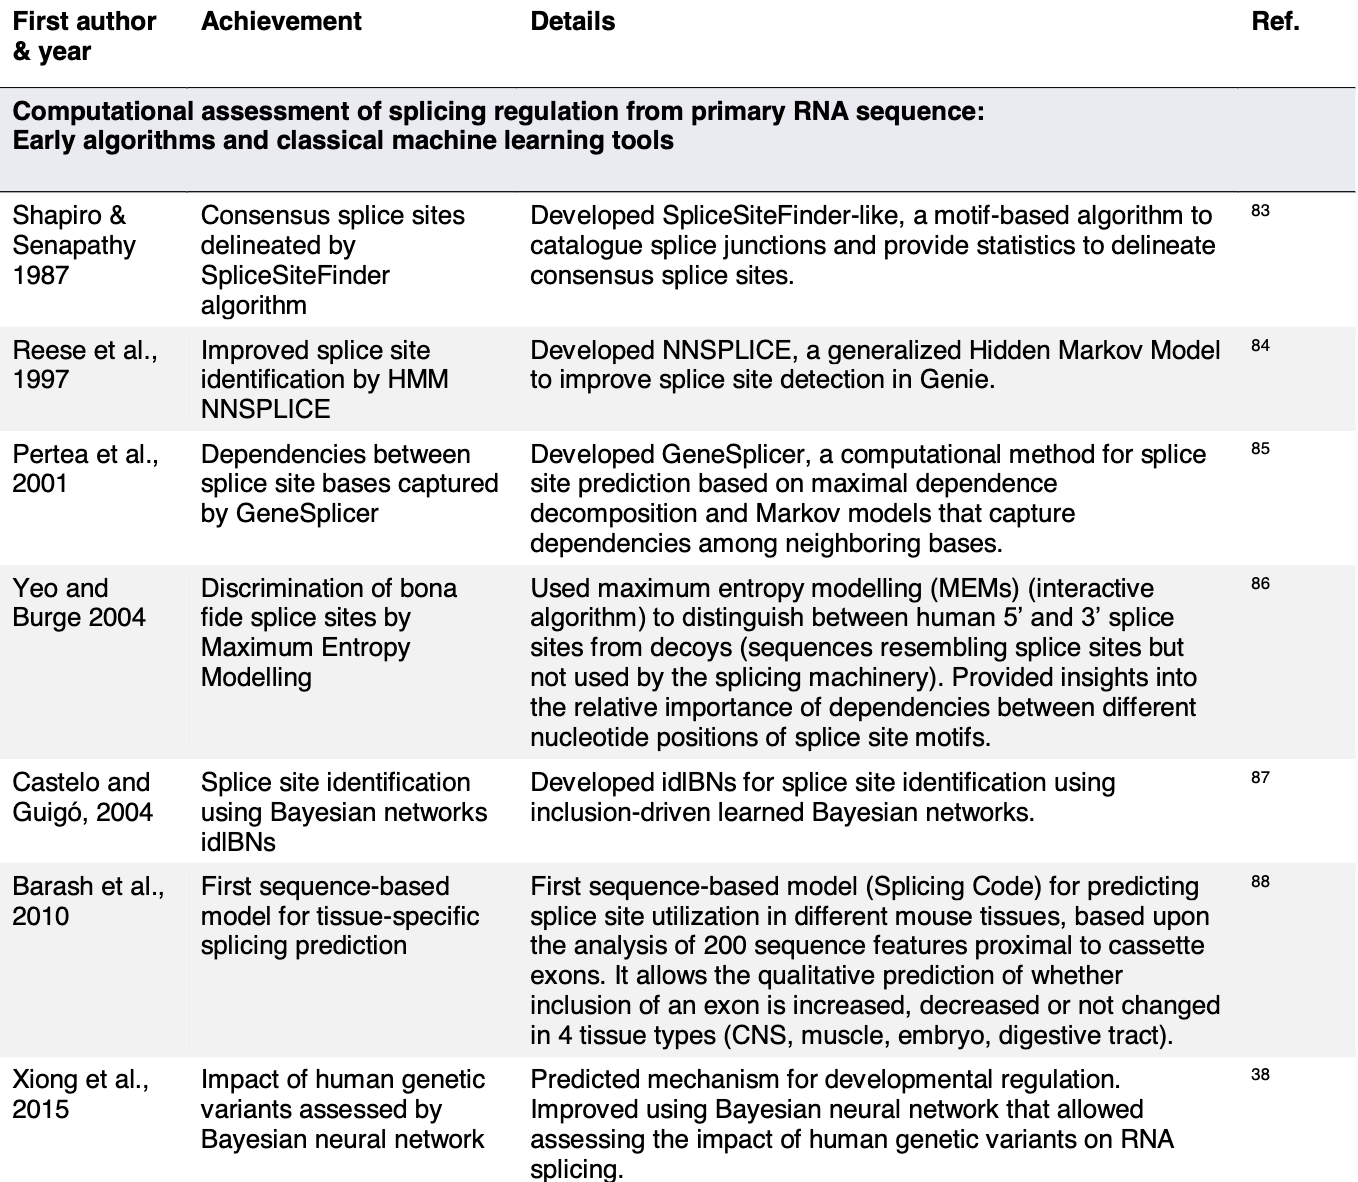 First author
& year
Achievement
Details
Ref.
Computational assessment of splicing regulation from primary RNA sequence:
Early algorithms and classical machine learning tools
Shapiro &
Senapathy
1987
Consensus splice sites
delineated by
SpliceSiteFinder
algorithm
Developed SpliceSiteFinder-like, a motif-based algorithm to
catalogue splice junctions and provide statistics to delineate
consensus splice sites.
83
Reese et al.,
1997
Improved splice site
identification by HMM
NNSPLICE
Developed NNSPLICE, a generalized Hidden Markov Model
to improve splice site detection in Genie.
84
Pertea et al.,
2001
Dependencies between
splice site bases captured
by GeneSplicer
Developed GeneSplicer, a computational method for splice
site prediction based on maximal dependence
decomposition and Markov models that capture
dependencies among neighboring bases.
85
Yeo and
Burge 2004
Discrimination of bona
fide splice sites by
Maximum Entropy
Modelling
Used maximum entropy modelling (MEMs) (interactive
algorithm) to distinguish between human 5’ and 3’ splice
sites from decoys (sequences resembling splice sites but
not used by the splicing machinery). Provided insights into
the relative importance of dependencies between different
nucleotide positions of splice site motifs.
86
Castelo and
Guigó, 2004
Splice site identification
using Bayesian networks
idlBNs
Developed idlBNs for splice site identification using
inclusion-driven learned Bayesian networks.
87
Barash et al.,
2010
First sequence-based
model for tissue-specific
splicing prediction
First sequence-based model (Splicing Code) for predicting
splice site utilization in different mouse tissues, based upon
the analysis of 200 sequence features proximal to cassette
exons. It allows the qualitative prediction of whether
inclusion of an exon is increased, decreased or not changed
in 4 tissue types (CNS, muscle, embryo, digestive tract).
88
Xiong et al.,
2015
Impact of human genetic
variants assessed by
Bayesian neural network
Predicted mechanism for developmental regulation.
Improved using Bayesian neural network that allowed
assessing the impact of human genetic variants on RNA
splicing.
38